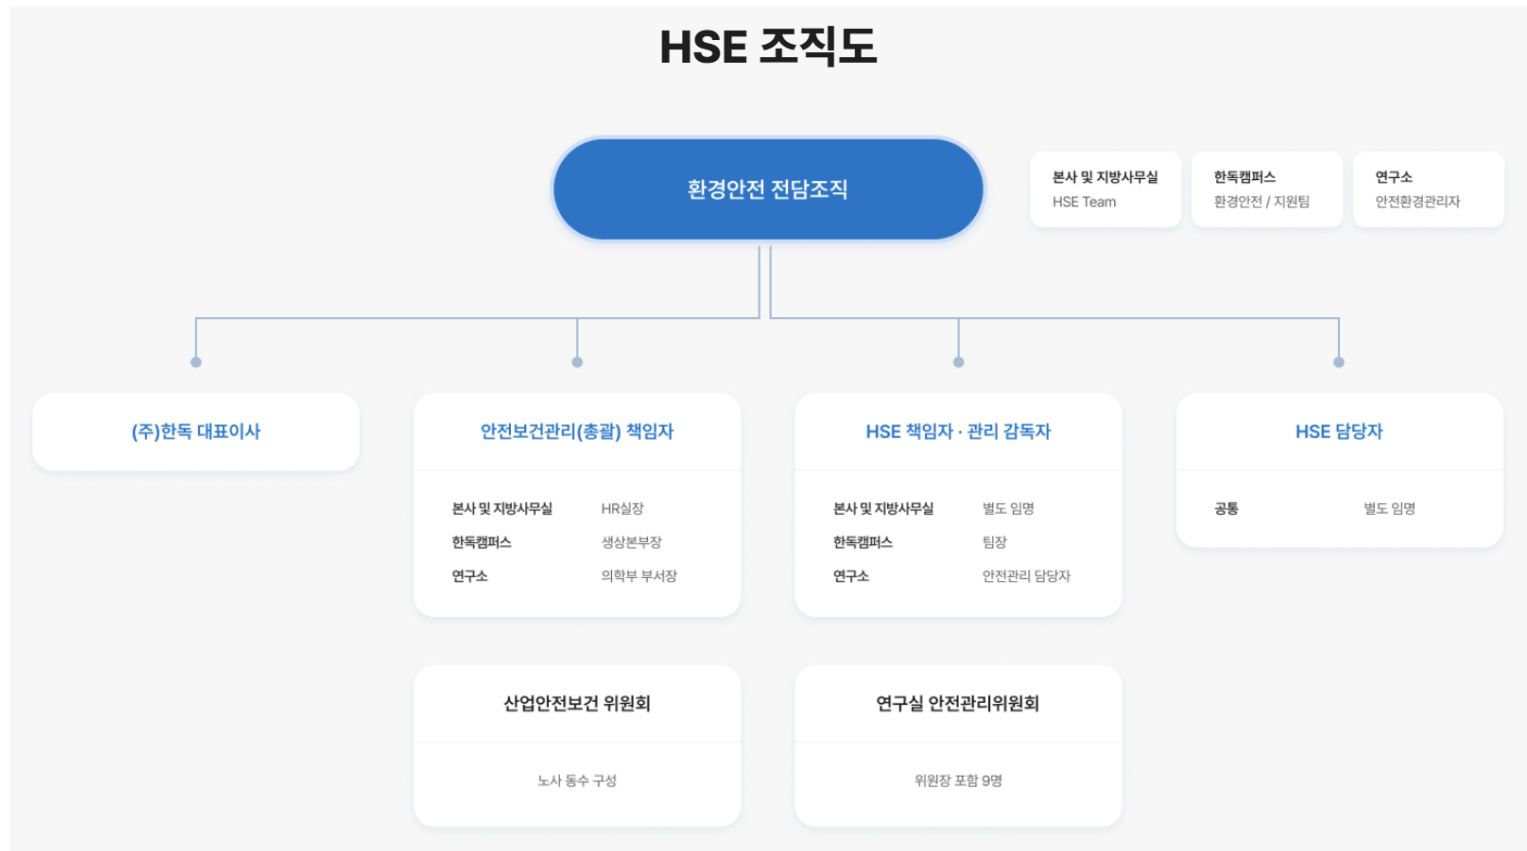 HSE 조직도
환경안전 전담조직
본사 및 지방사무실
HSE Team
한독캠퍼스
환경안전 / 지원팀
연구소
안전환경관리자
(주)한독 대표이사
안전보건관리(총괄) 책임자
본사 및 지방사무실 HR실장
한독캠퍼스 생상본부장
연구소 의학부 부서장
HSE 책임자 · 관리 감독자
본사 및 지방사무실 별도 임명
한독캠퍼스 팀장
연구소 안전관리 담당자
HSE 담당자
공통 별도 임명
산업안전보건 위원회
노사 동수 구성
연구실 안전관리위원회
위원장 포함 9명